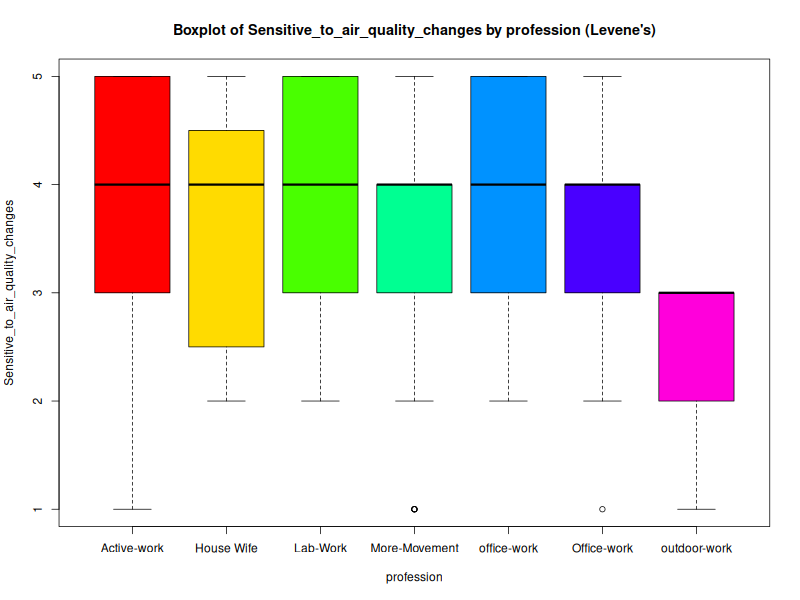 Boxplot of Sensitive_to_air_quality_changes by profession (Levene's)
Sensitive_to_air_quality_changes
5
4
3
2
1
Active-work
House Wife
Lab-Work
More-Movement
office-work
Office-work
outdoor-work
profession